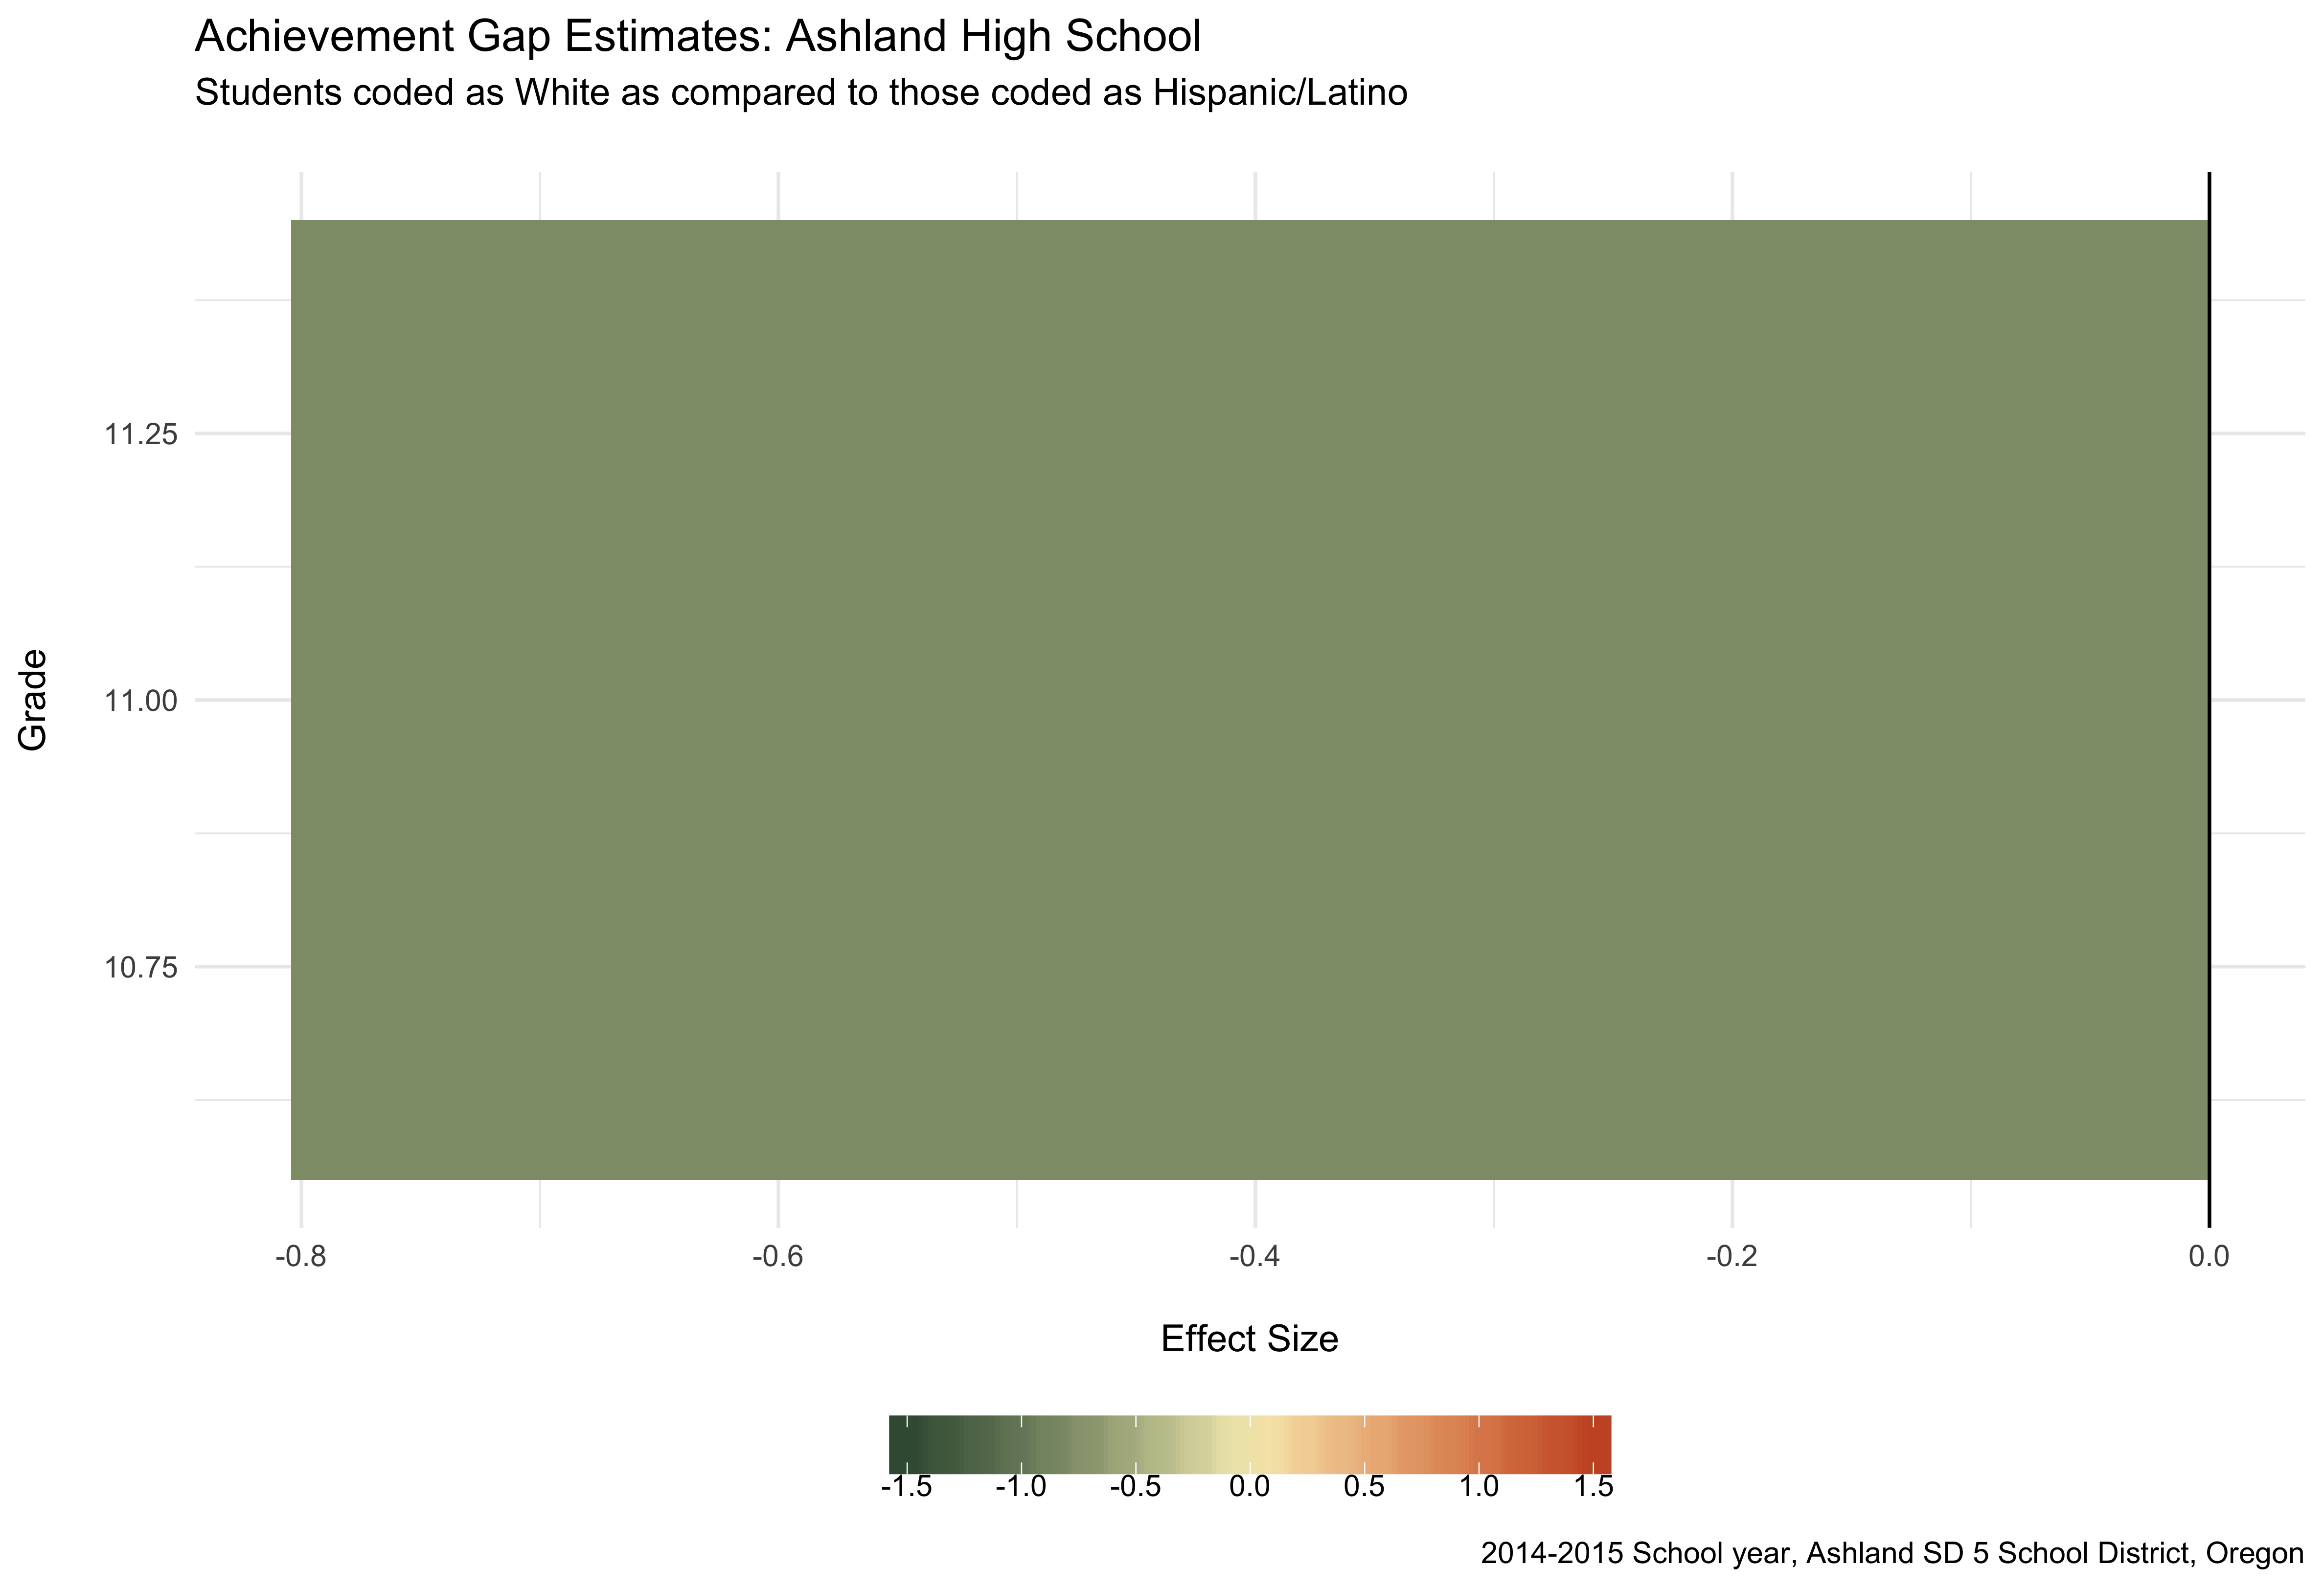 Achievement Gap Estimates: Ashland High School
Students coded as White as compared to those coded as Hispanic/Latino
11.25
11.00
10.75
Grade
-0.8 -0.6 -0.4 -0.2 0.0
Effect Size
-1.5 -1.0 -0.5 0.0 0.5 1.0 1.5
2014-2015 School year, Ashland SD 5 School District, Oregon